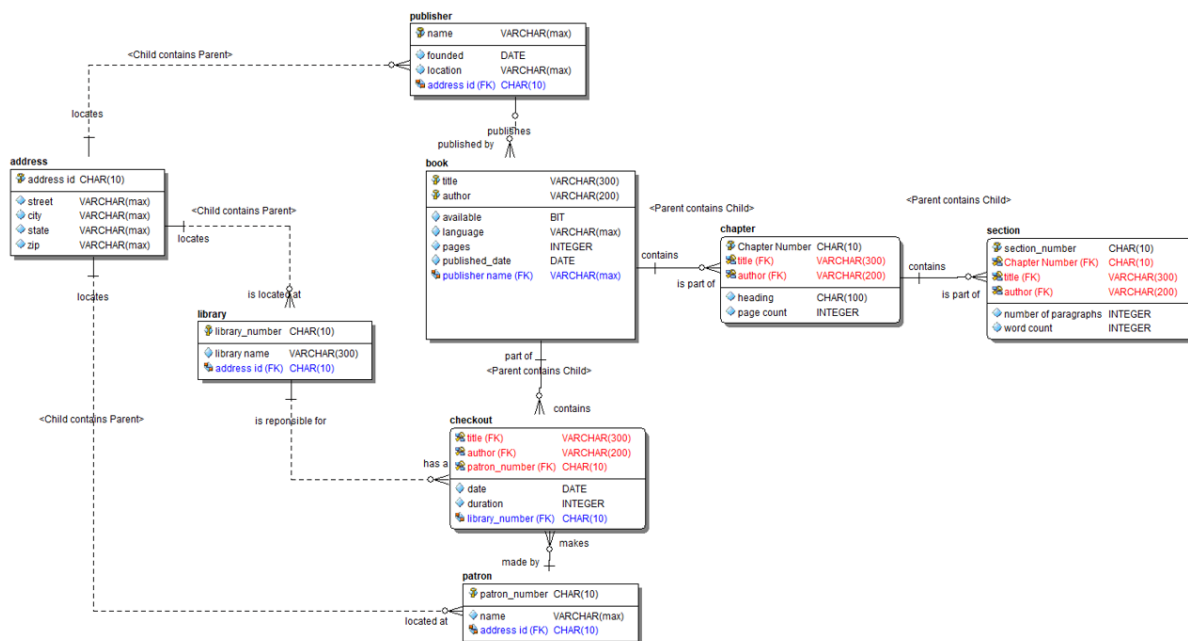 publisher
name VARCHAR(max)
founded DATE
location VARCHAR(max)
address id (FK) CHAR(10)
<Child contains Parent>
locates
publishes
published by
address
address id CHAR(10)
street VARCHAR(max)
city VARCHAR(max)
state VARCHAR(max)
zip VARCHAR(max)
<Child contains Parent>
locates
locates
is located at
book
title VARCHAR(300)
author VARCHAR(200)
available BIT
language VARCHAR(max)
pages INTEGER
published_date DATE
publisher name (FK) VARCHAR(max)
<Parent contains Child>
contains
is part of
chapter
Chapter Number CHAR(10)
title (FK) VARCHAR(300)
author (FK) VARCHAR(200)
heading CHAR(100)
page count INTEGER
<Parent contains Child>
contains
is part of
section
section_number CHAR(10)
Chapter Number (FK) CHAR(10)
title (FK) VARCHAR(300)
author (FK) VARCHAR(200)
number of paragraphs INTEGER
word count INTEGER
library
library_number CHAR(10)
library name VARCHAR(300)
address id (FK) CHAR(10)
part of
<Parent contains Child>
contains
<Child contains Parent>
is reponsible for
has a
checkout
title (FK) VARCHAR(300)
author (FK) VARCHAR(200)
patron_number (FK) CHAR(10)
date DATE
duration INTEGER
library_number (FK) CHAR(10)
makes
made by
patron
patron_number CHAR(10)
name VARCHAR(max)
address id (FK) CHAR(10)
located at